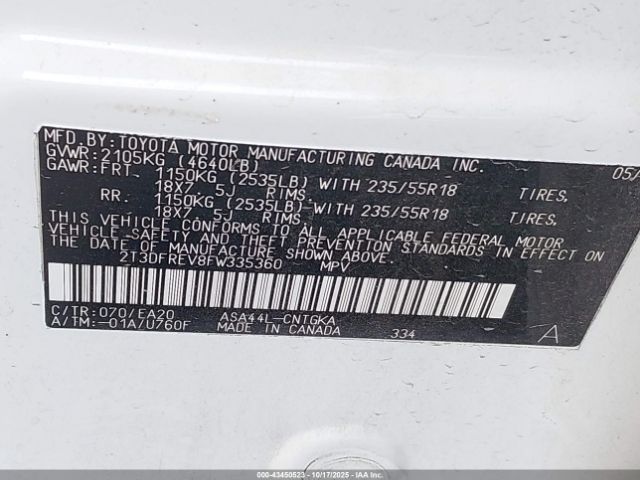 MFD.BY:TOYOTA MOTOR MANUFACTURING CANADA INC.
GVWR:2105KG (4640LB) 05/
GAWR:FRT. 1150KG (2535LB) WITH 235/55R18 TIRES,
18X7.5J RIMS,
RR. 1150KG (2535LB) WITH 235/55R18 TIRES,
18X7.5J RIMS,
THIS VEHICLE CONFORMS TO ALL APPLICABLE FEDERAL MOTOR
VEHICLE SAFETY AND THEFT PREVENTION STANDARDS IN EFFECT ON
THE DATE OF MANUFACTURE SHOWN ABOVE.
2T3DFREV8FW335360 MPV
C/TR:070/EA20 ASA44L-CNTGKA
A/TM:-01A/U760F MADE IN CANADA 334 A
000-43450523 | 10/17/2025 | IAAI.com